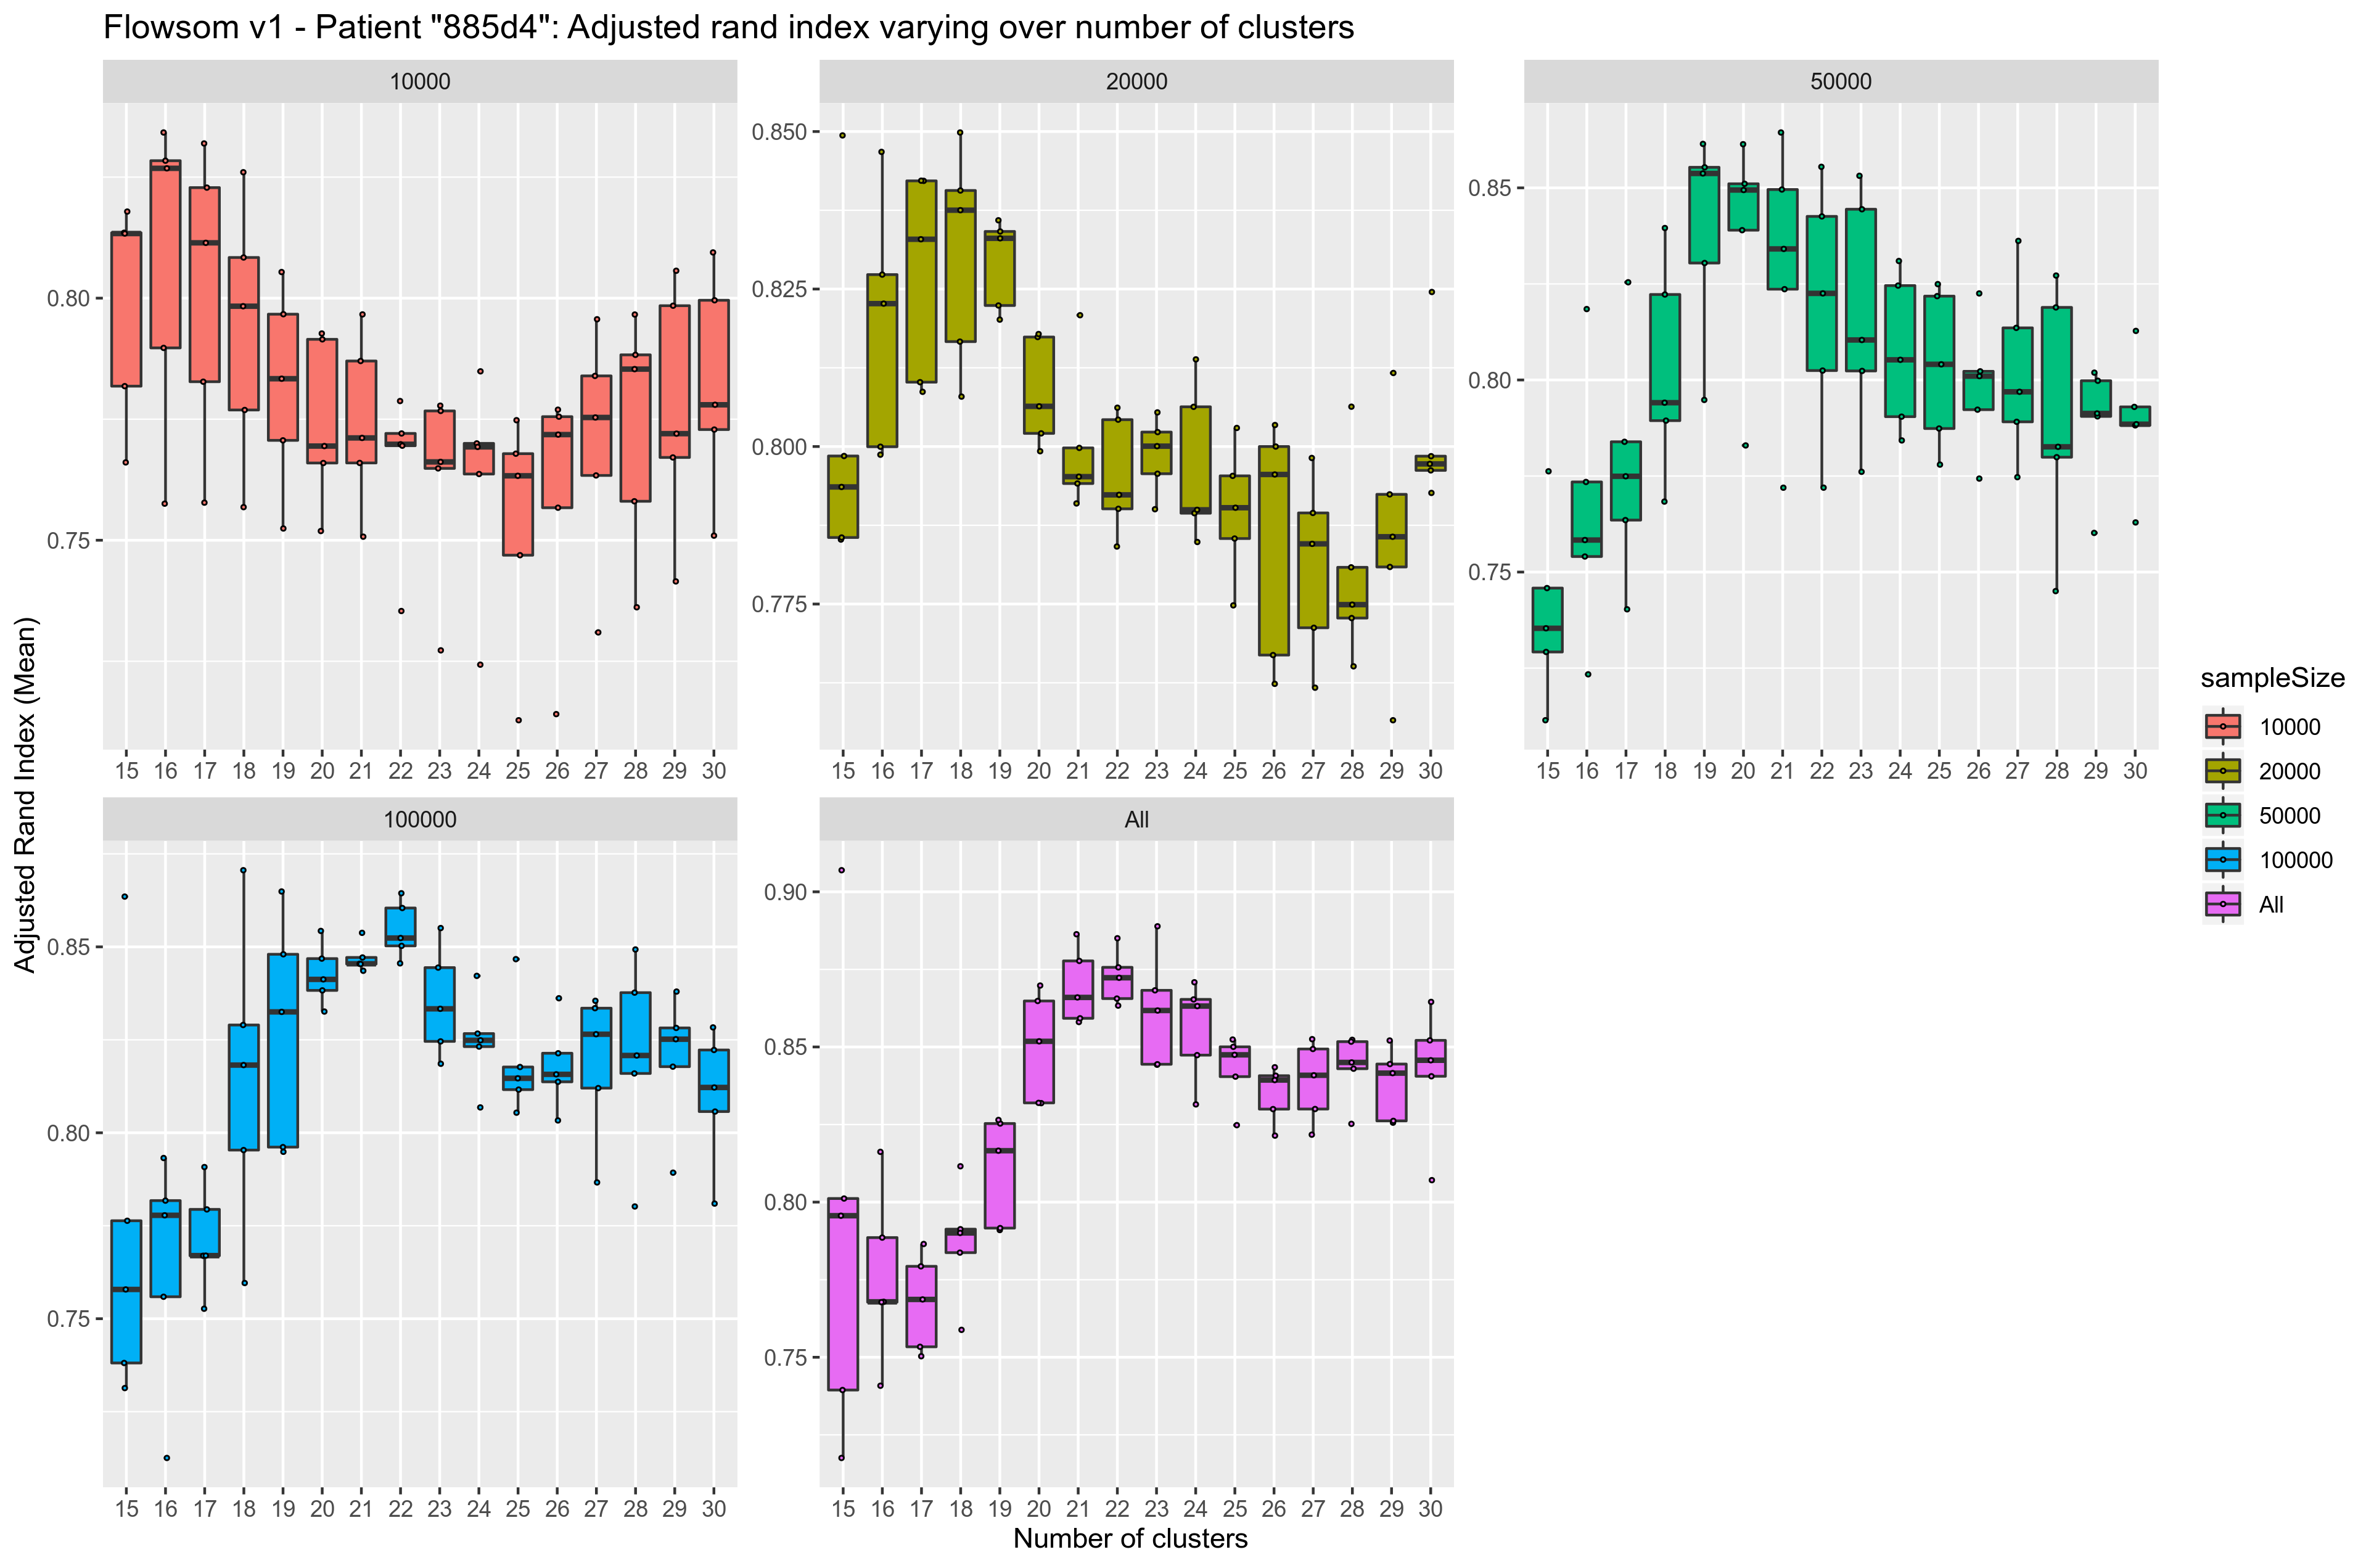 Flowsom v1 - Patient "885d4": Adjusted rand index varying over number of clusters
10000
20000
50000
0.80
0.75
0.850
0.825
0.800
0.775
0.85
0.80
0.75
15 16 17 18 19 20 21 22 23 24 25 26 27 28 29 30
15 16 17 18 19 20 21 22 23 24 25 26 27 28 29 30
15 16 17 18 19 20 21 22 23 24 25 26 27 28 29 30
Adjusted Rand Index (Mean)
100000
All
0.85
0.80
0.75
0.90
0.85
0.80
0.75
15 16 17 18 19 20 21 22 23 24 25 26 27 28 29 30
15 16 17 18 19 20 21 22 23 24 25 26 27 28 29 30
Number of clusters
sampleSize
10000
20000
50000
100000
All